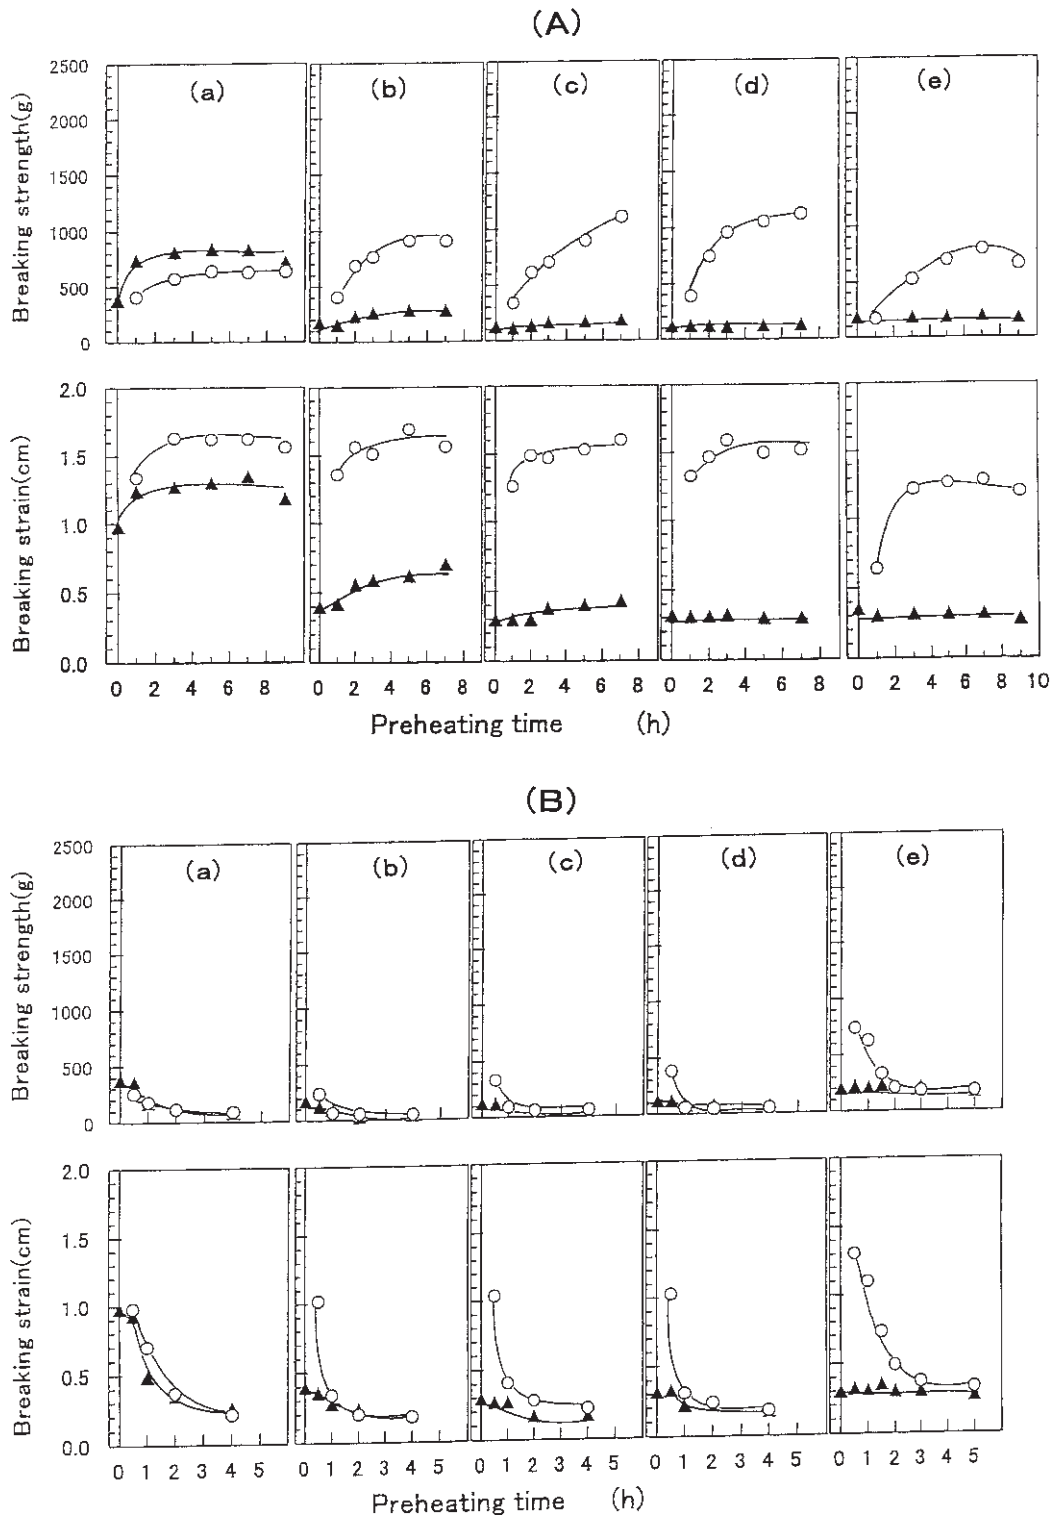 (A)
(a) (b) (c) (d) (e)
Breaking strength(g)
2500
2000
1500
1000
500
0
Breaking strain(cm)
2.0
1.5
1.0
0.5
0.0
0 2 4 6 8 0 2 4 6 8 0 2 4 6 8 0 2 4 6 8 0 2 4 6 8 10
Preheating time (h)
(B)
(a) (b) (c) (d) (e)
Breaking strength(g)
2500
2000
1500
1000
500
0
Breaking strain(cm)
2.0
1.5
1.0
0.5
0.0
0 1 2 3 4 5 0 1 2 3 4 5 0 1 2 3 4 5 0 1 2 3 4 5 0 1 2 3 4 5
Preheating time (h)